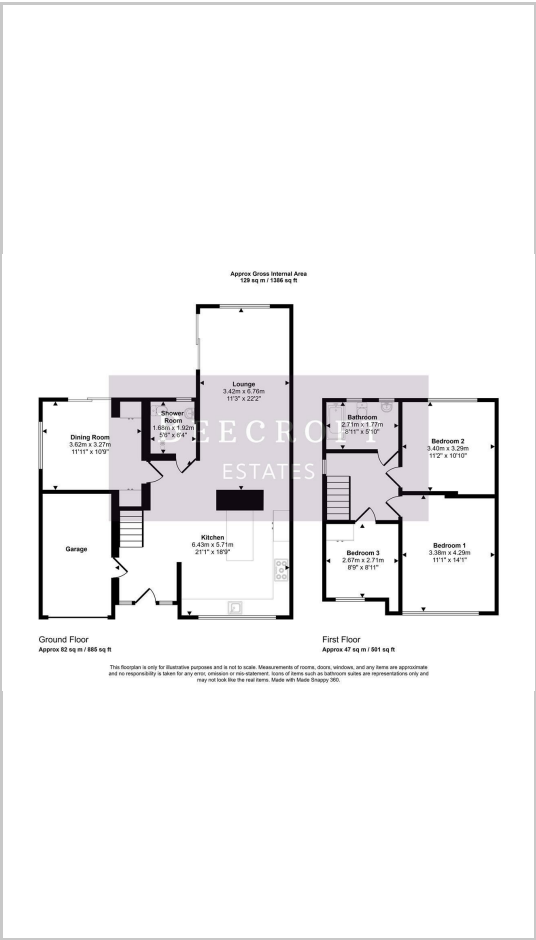 Approx Gross Internal Area
129 sq m / 1386 sq ft
Lounge
3.42m x 6.76m
11'3" x 22'2"
Shower
Room
1.68m x 1.92m
5'6" x 6'4"
Dining Room
3.62m x 3.27m
11'11" x 10'9"
Bathroom
2.71m x 1.77m
8'11" x 5'10"
Bedroom 2
3.40m x 3.29m
11'2" x 10'10"
BEECROFT
ESTATES
Garage
Kitchen
6.43m x 5.71m
21'1" x 18'9"
Bedroom 3
2.67m x 2.71m
8'9" x 8'11"
Bedroom 1
3.38m x 4.29m
11'1" x 14'1"
Ground Floor
Approx 82 sq m / 885 sq ft
First Floor
Approx 47 sq m / 501 sq ft
This floorplan is only for illustrative purposes and is not to scale. Measurements of rooms, doors, windows, and any items are approximate
and no responsibility is taken for any error, omission or mis-statement. Icons of items such as bathroom suites are representations only and
may not look like the real items. Made with Made Snappy 360.